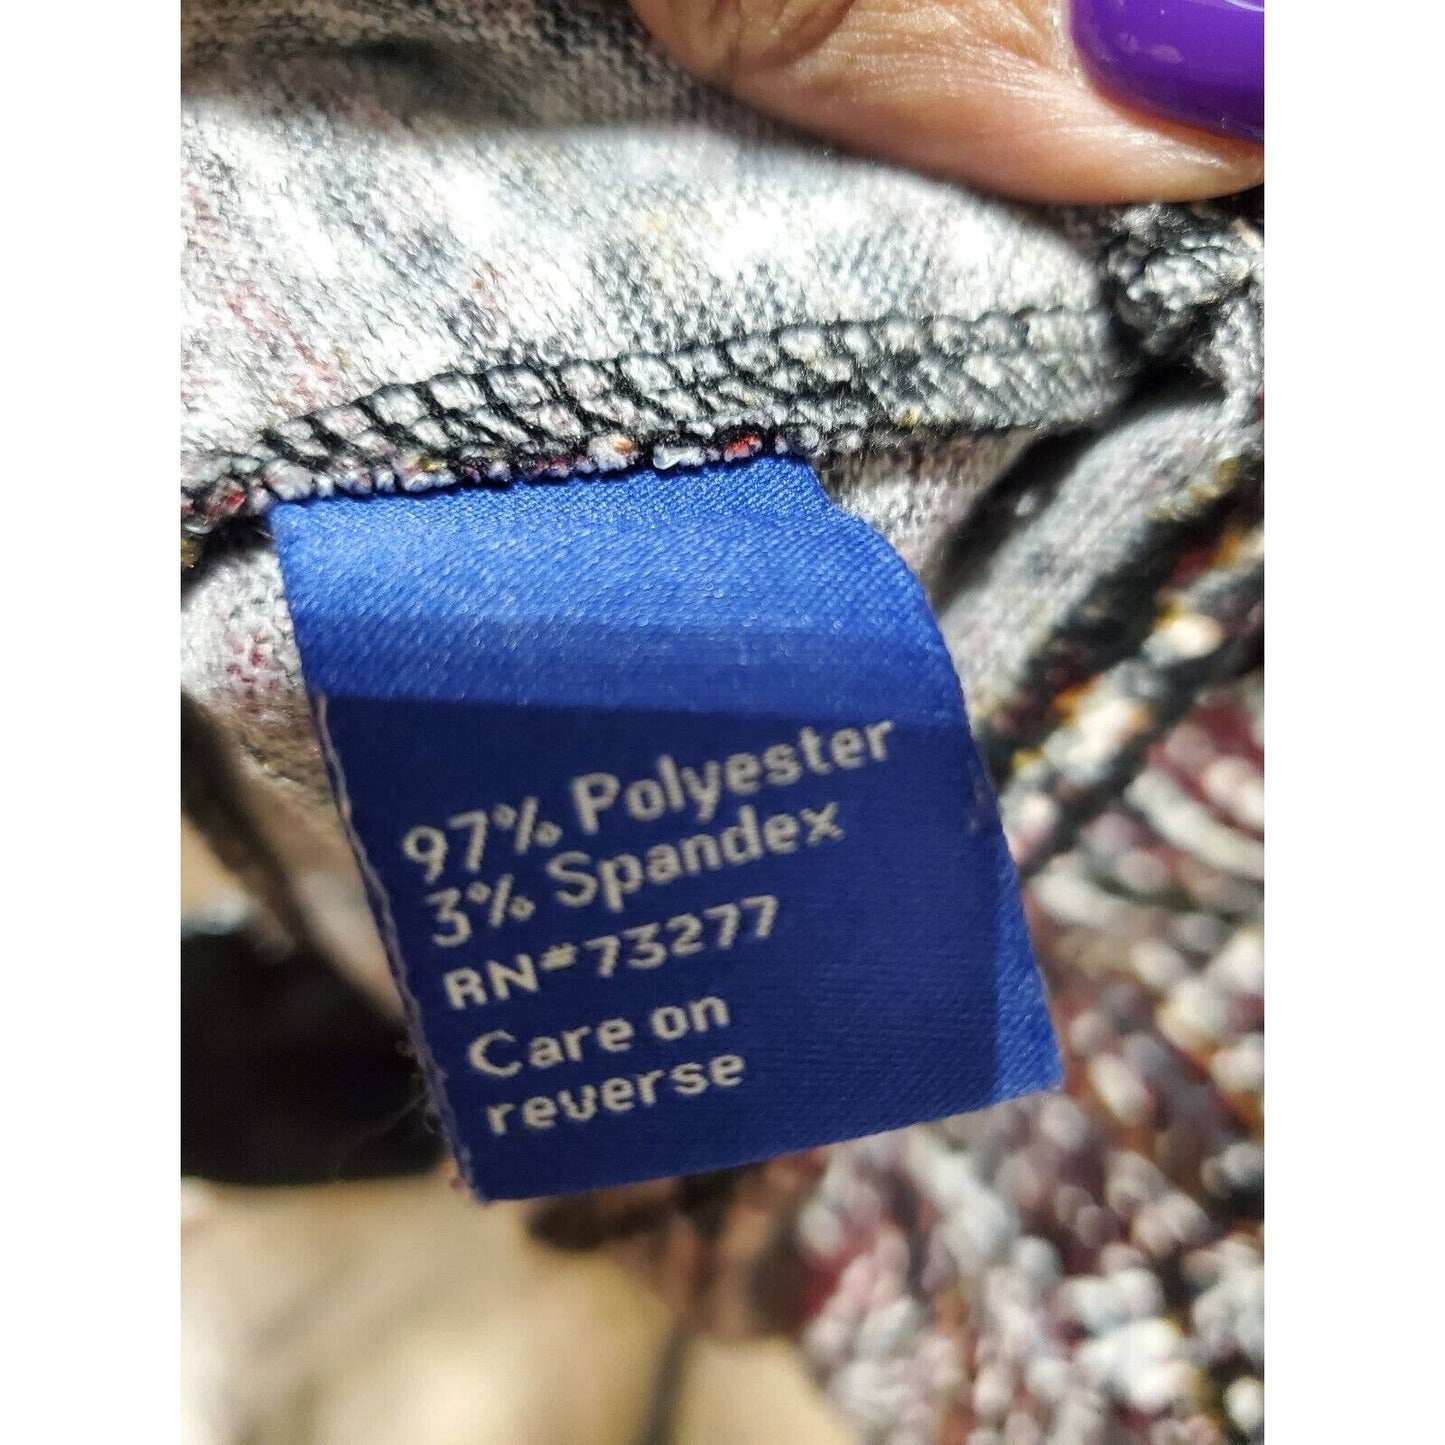 97% Polyester
3% Spandex
RN#73277
Care on
reverse